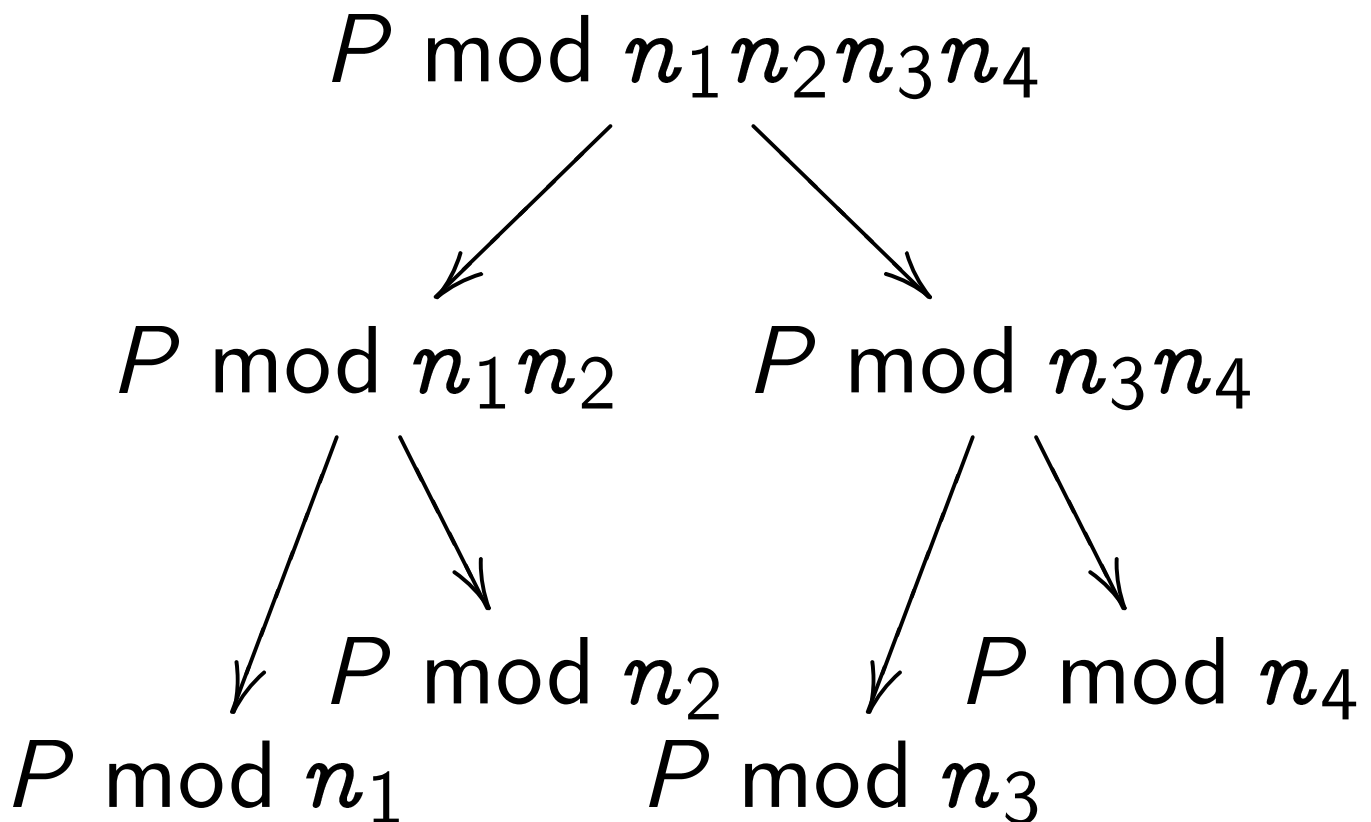 P mod n₁n₂n₃n₄
P mod n₁n₂ P mod n₃n₄
P mod n₂ P mod n₄
P mod n₁ P mod n₃